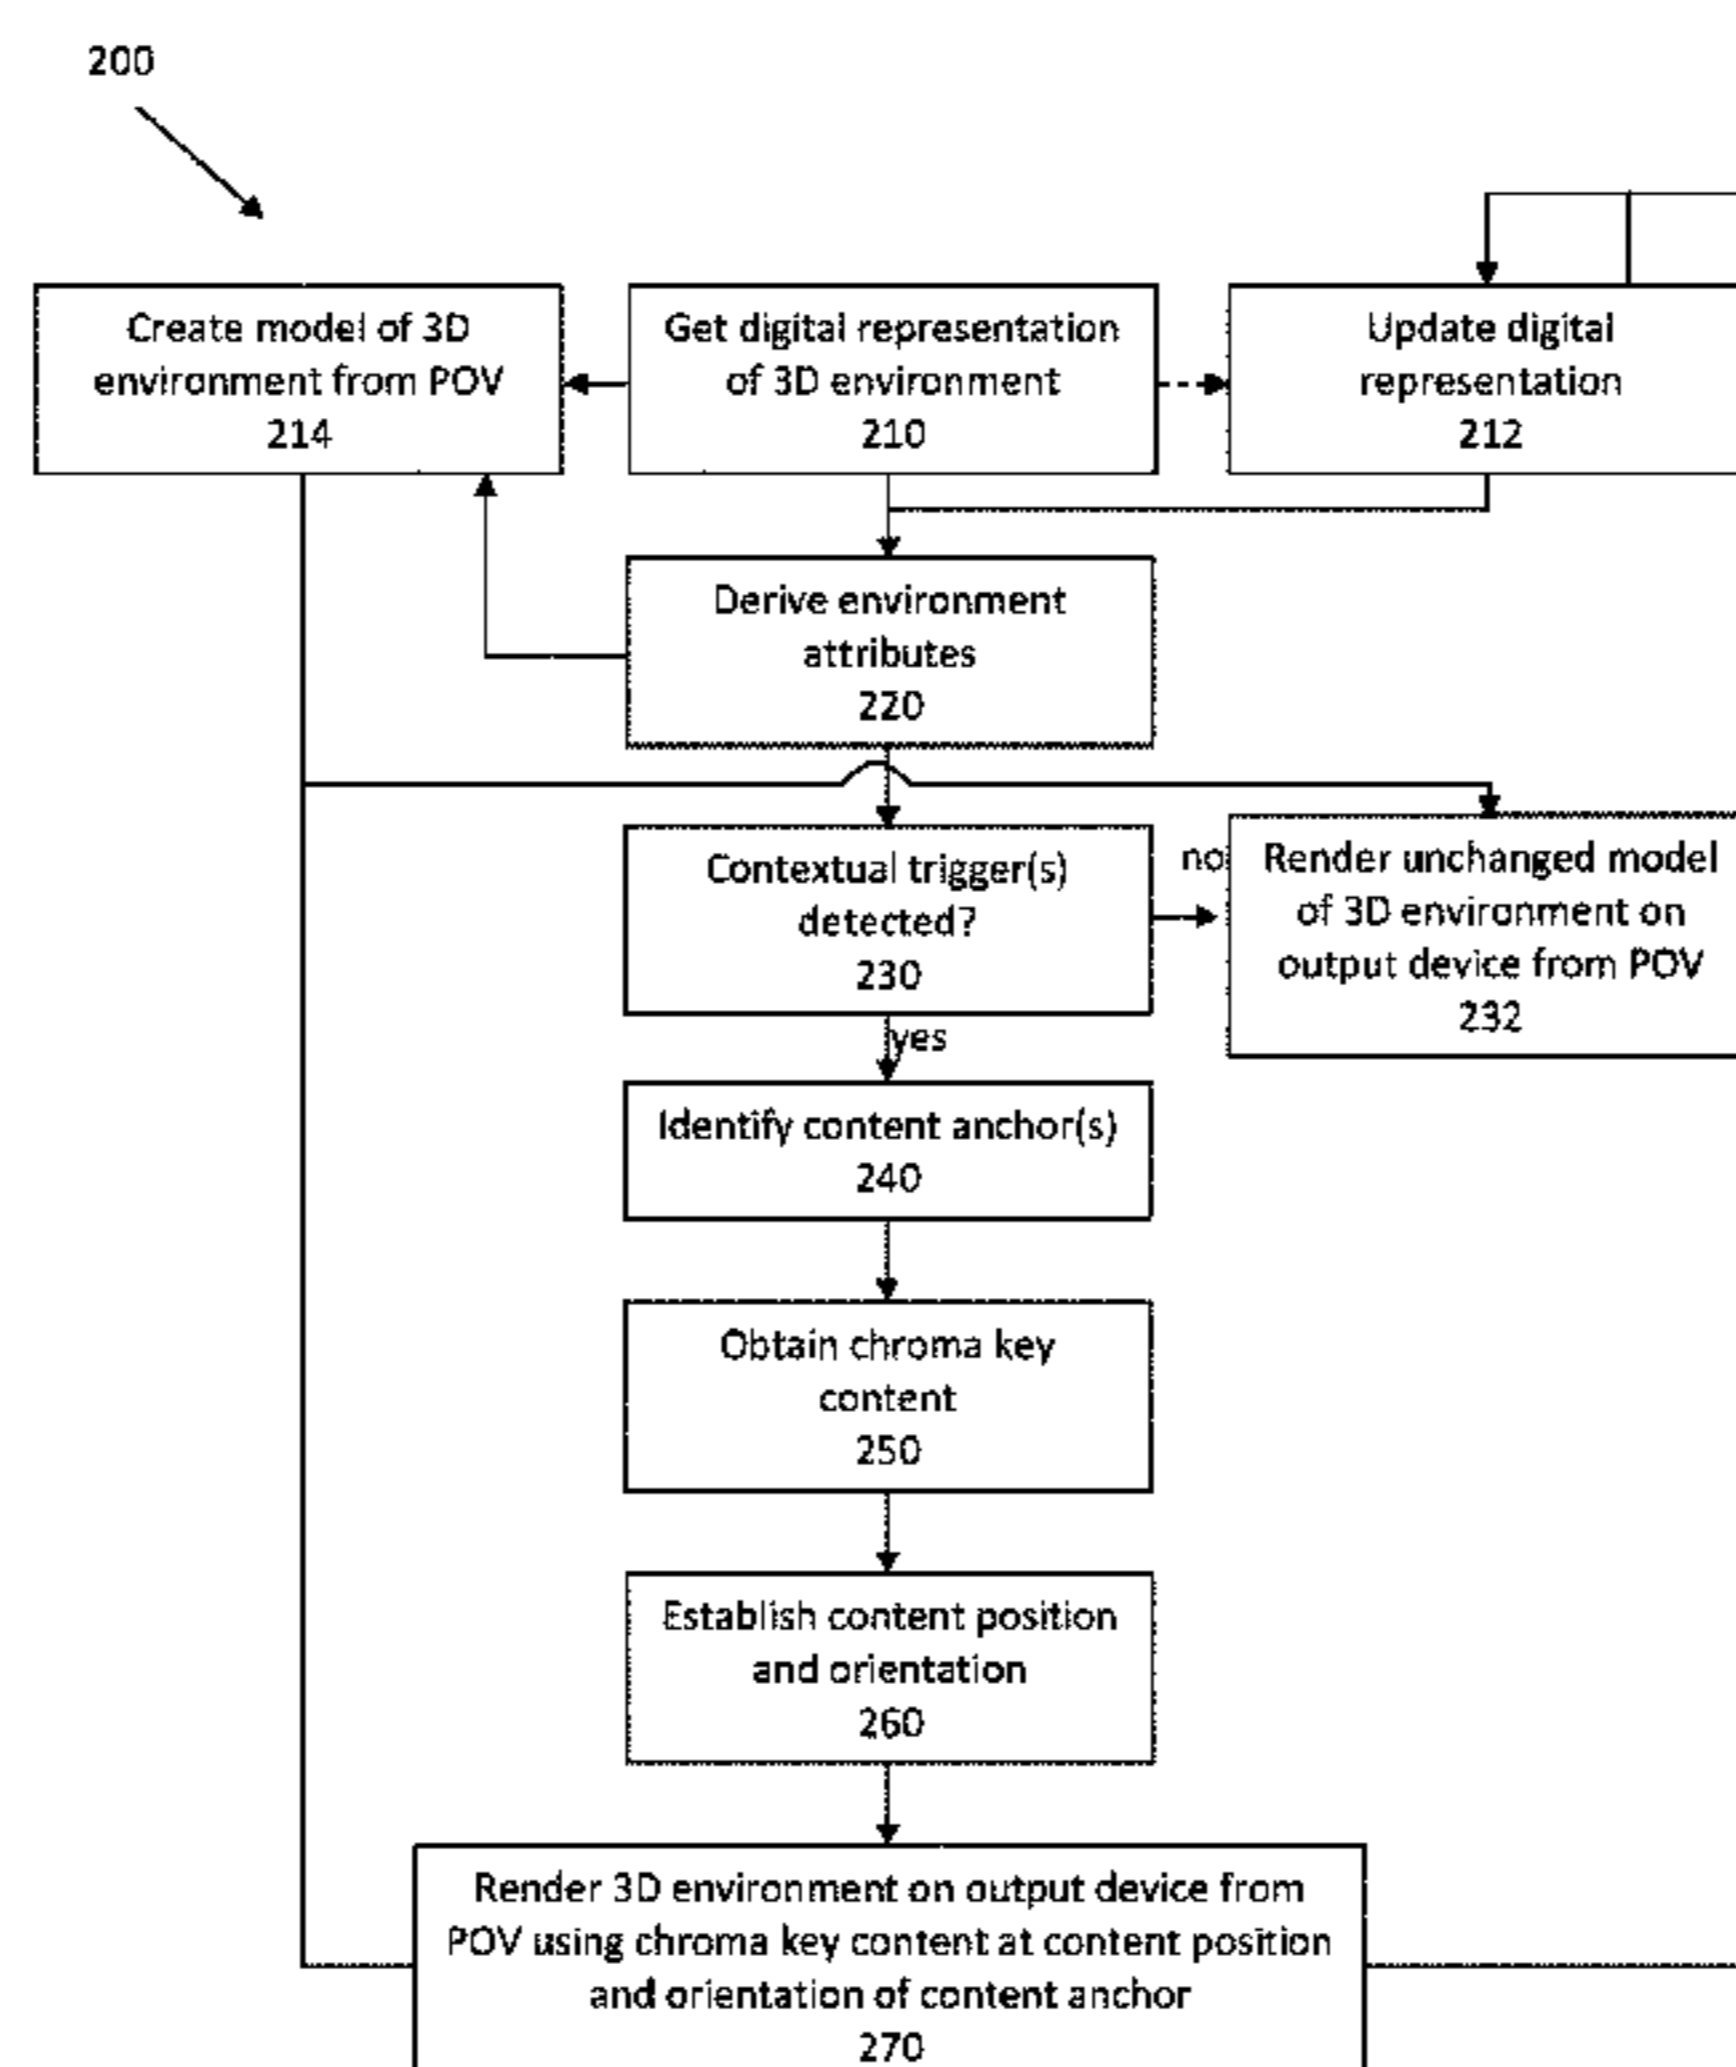 200
Create model of 3D
environment from POV
214
Get digital representation
of 3D environment
210
Update digital
representation
212
Derive environment
attributes
220
Contextual trigger(s)
detected?
230
no
Render unchanged model
of 3D environment on
output device from POV
232
yes
Identify content anchor(s)
240
Obtain chroma key
content
250
Establish content position
and orientation
260
Render 3D environment on output device from
POV using chroma key content at content position
and orientation of content anchor
270